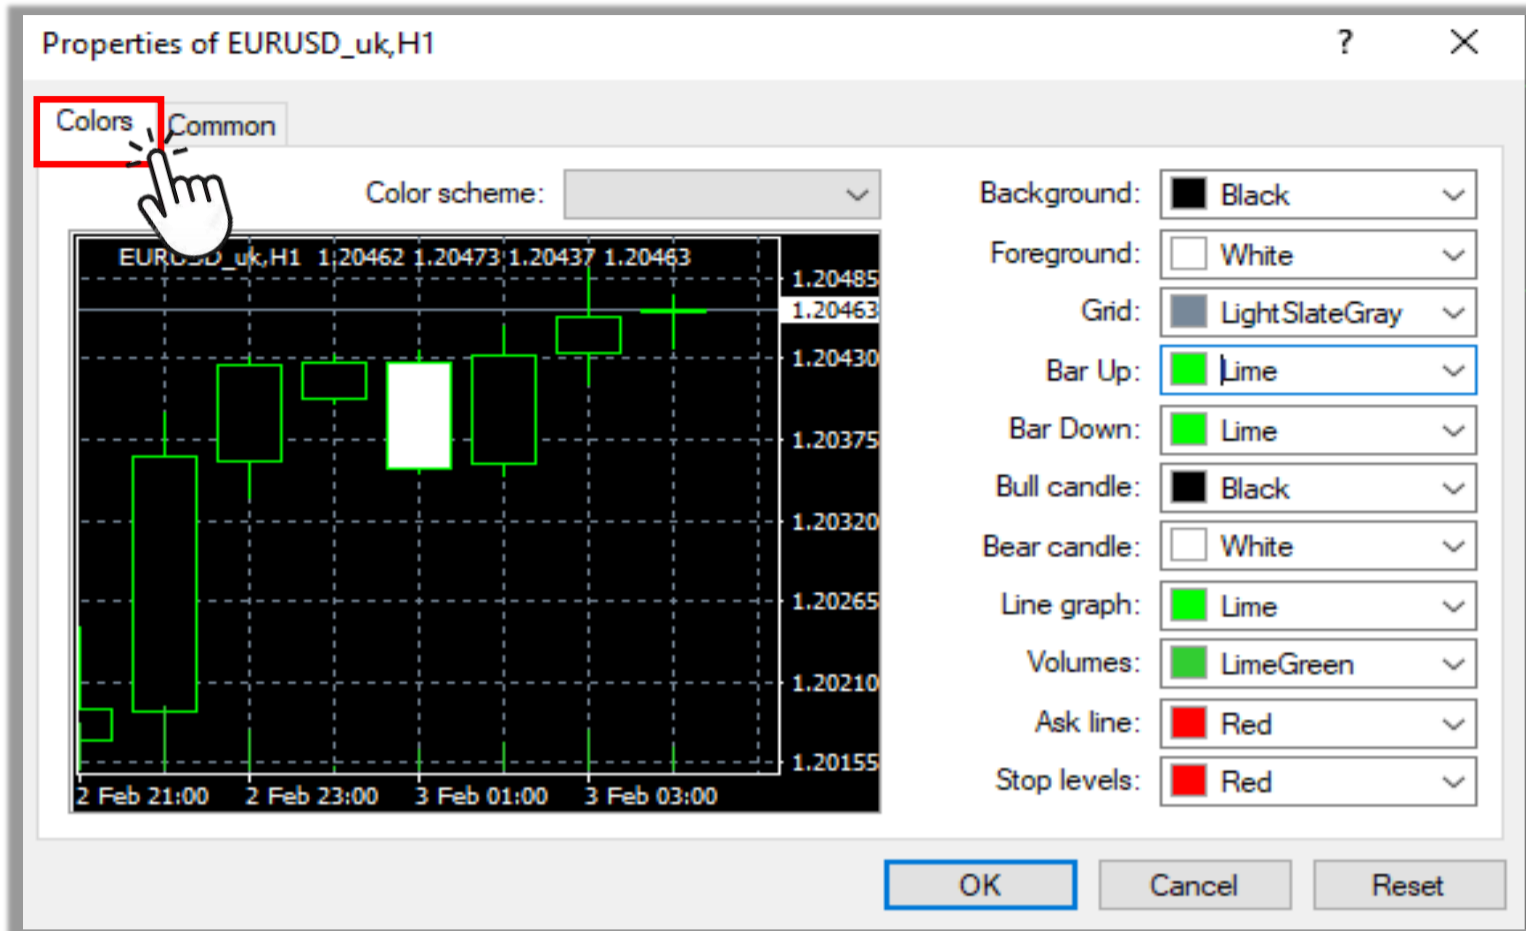 Properties of EURUSD_uk,H1
?
Colors
Common
Color scheme:
EURUSD_uk,H1 1.20462 1.20473 1.20437 1.20463
1.20485
1.20463
1.20430
1.20375
1.20320
1.20265
1.20210
1.20155
2 Feb 21:00 2 Feb 23:00 3 Feb 01:00 3 Feb 03:00
Background: Black
Foreground: White
Grid: LightSlateGray
Bar Up: Lime
Bar Down: Lime
Bull candle: Black
Bear candle: White
Line graph: Lime
Volumes: LimeGreen
Ask line: Red
Stop levels: Red
OK
Cancel
Reset